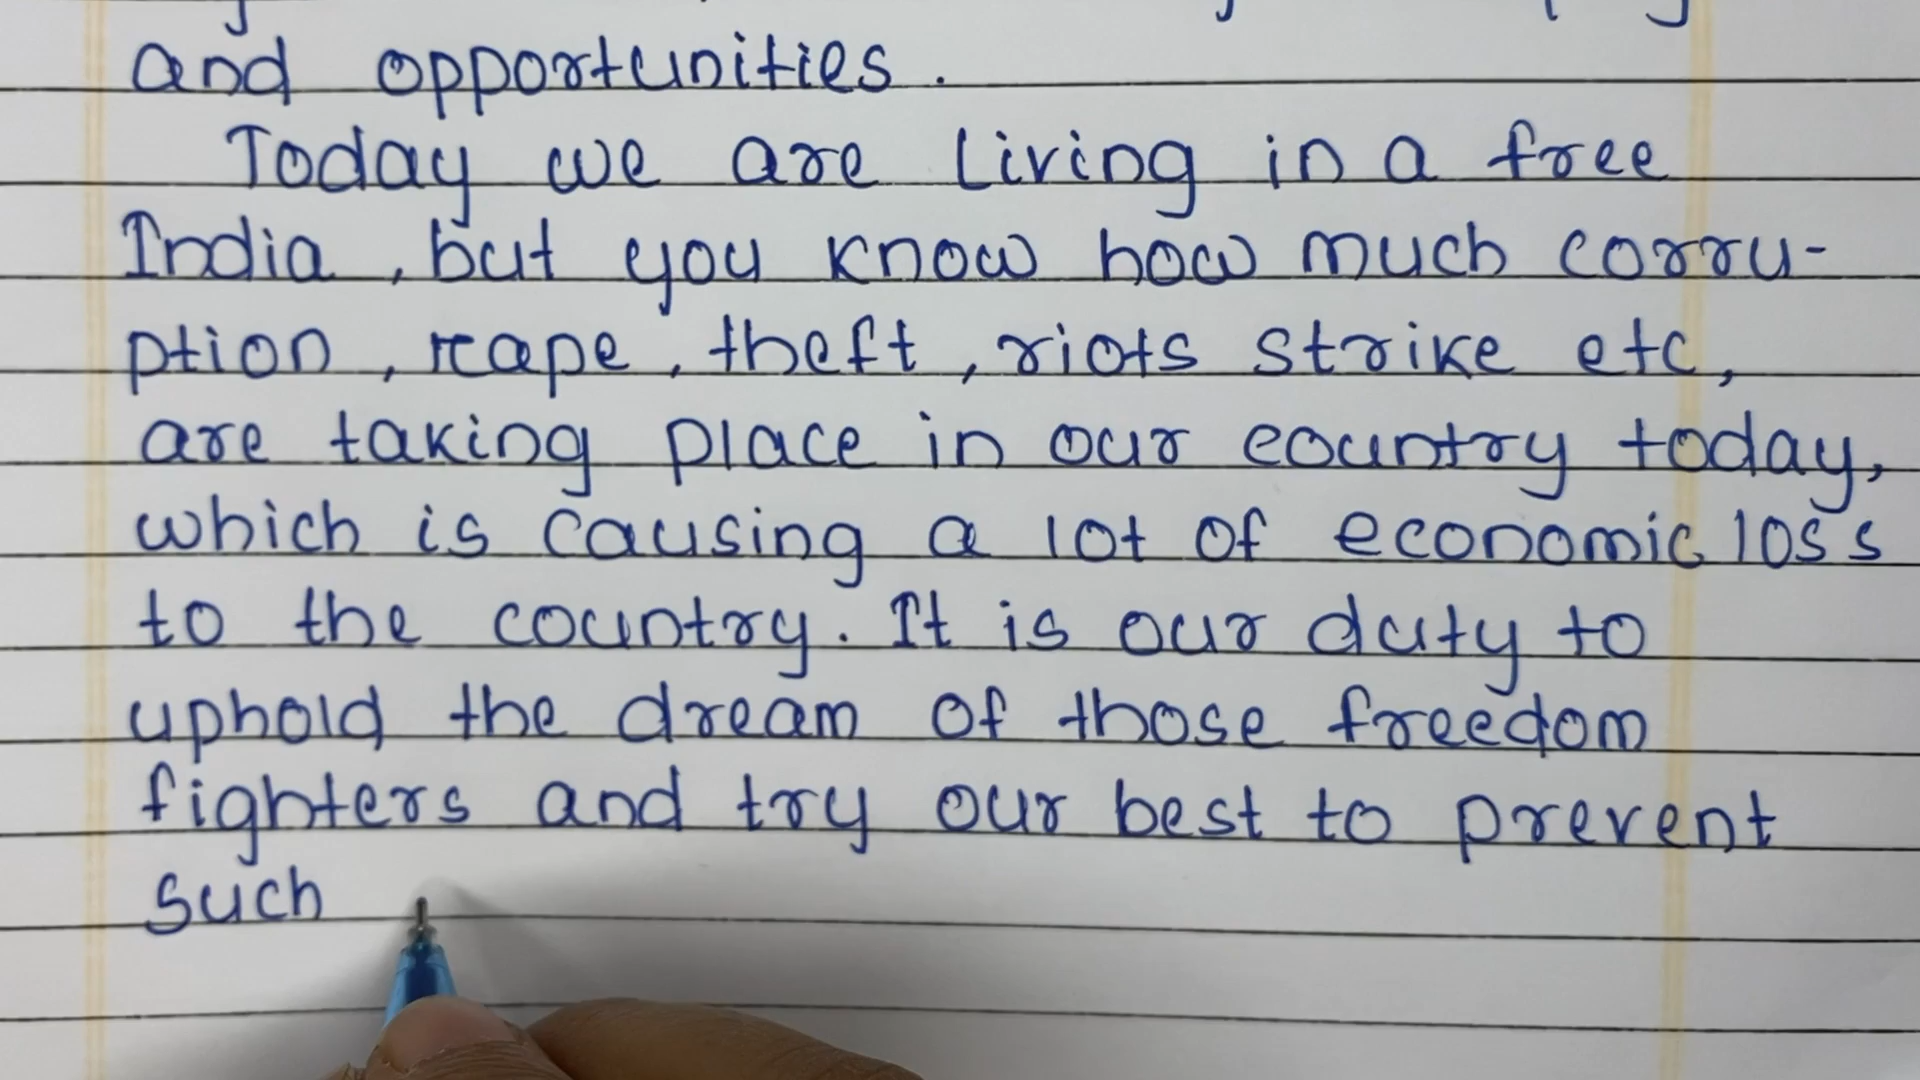 and opportunities.
Today we are living in a free
India, but you know how much corru-
ption, rape, theft, riots strike etc,
are taking place in our country today,
which is causing a lot of economic loss
to the country. It is our duty to
uphold the dream of those freedom
fighters and try our best to prevent
such